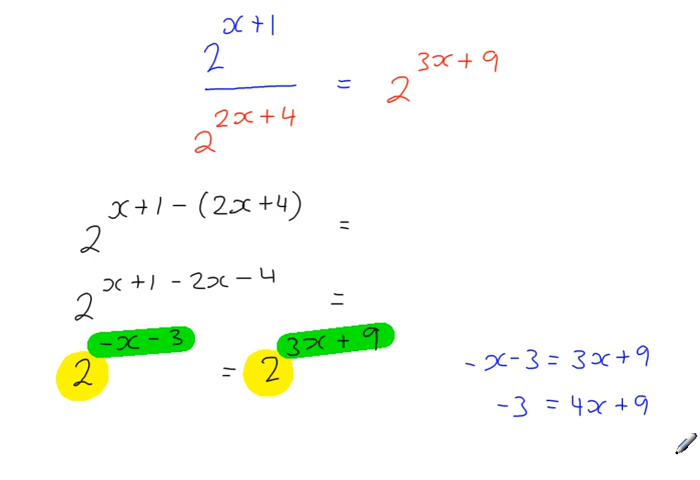 2^{x+1} / 2^{2x+4} = 2^{3x+9}
2^{x+1-(2x+4)} =
2^{x+1-2x-4} =
2^{-x-3} = 2^{3x+9}
-x-3 = 3x+9
-3 = 4x+9